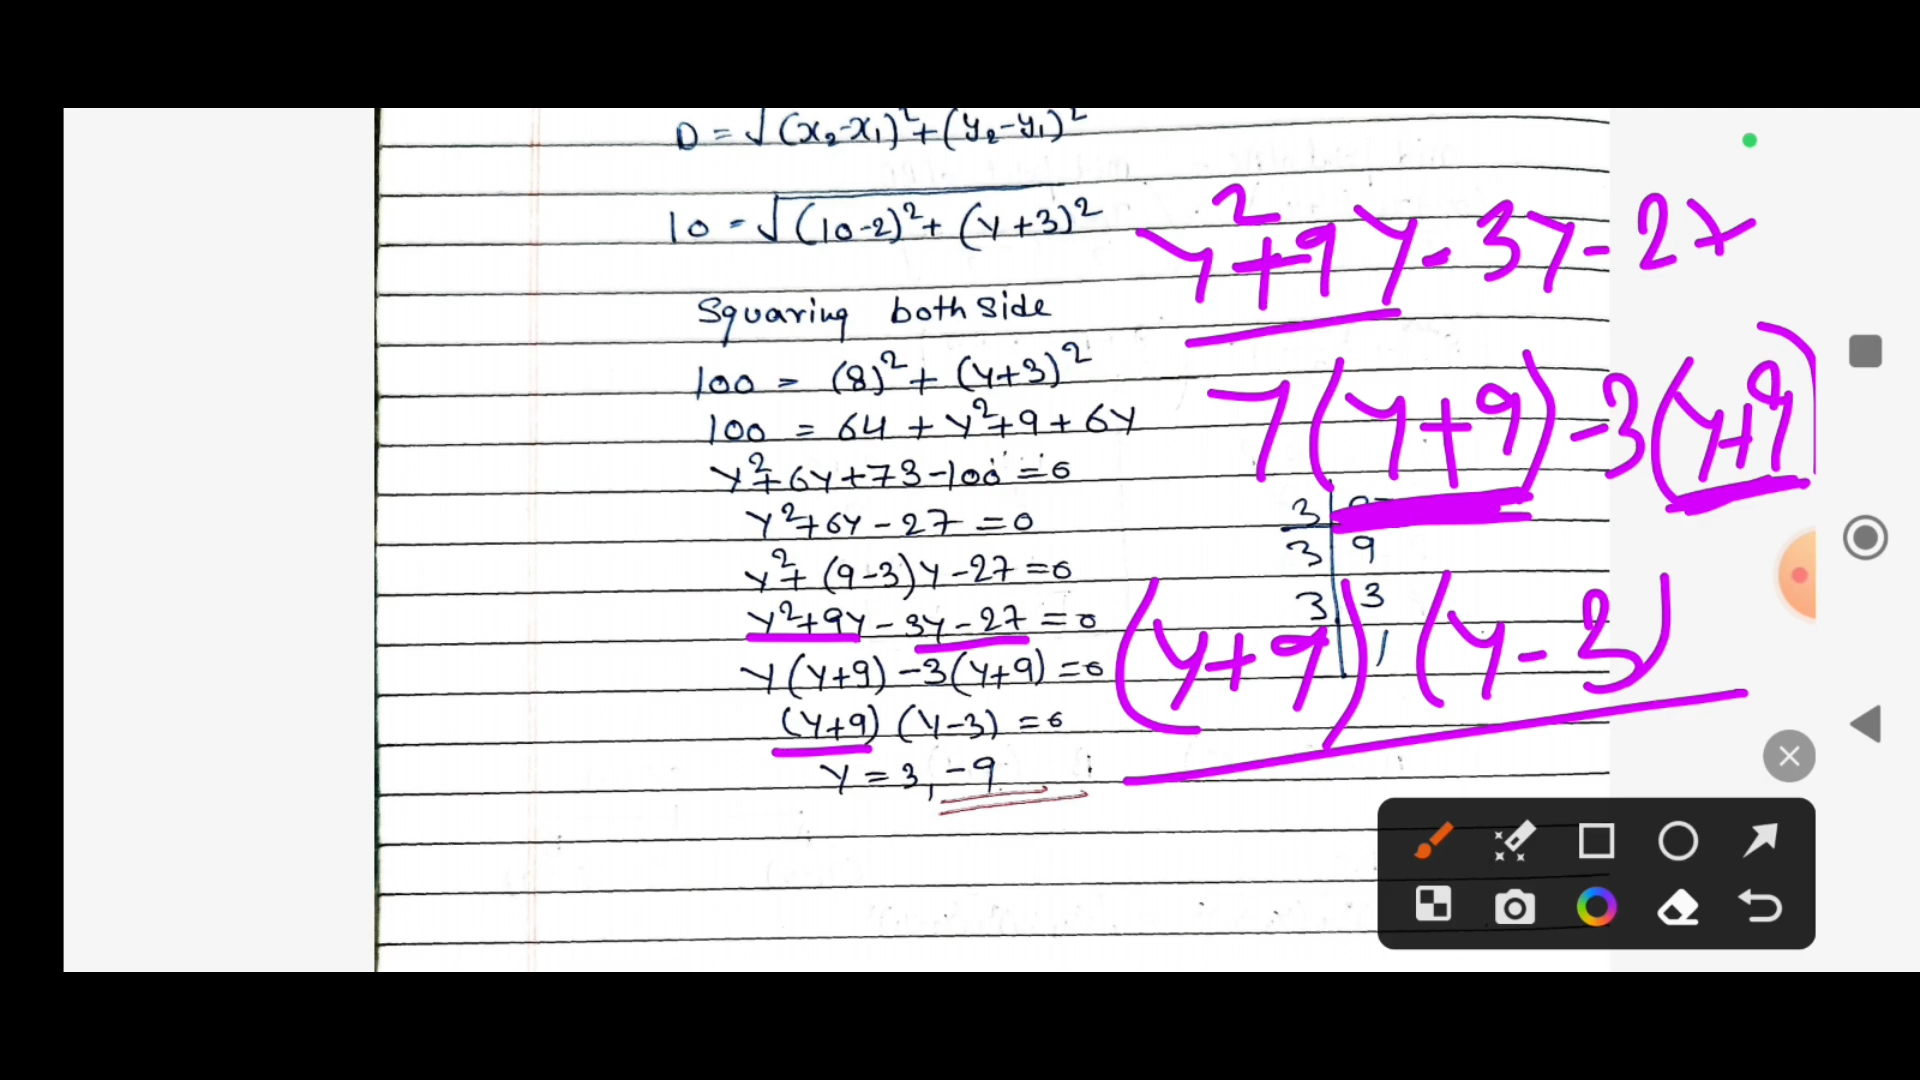 D = √(x₂-x₁)²+(y₂-y₁)²
10 = √(10-2)²+(y+3)²
Squaring both side
100 = (8)²+(y+3)²
100 = 64+y²+9+6y
y²+6y+73-100=0
y²+6y-27=0
y²+(9-3)y-27=0
y²+9y-3y-27=0
y(y+9)-3(y+9)=0
(y+9)(y-3)=0
y=3,-9
y²+9y-3y-27
y(y+9)-3(y+9)
3
3 | 9
3 | 3
1
(y+9)(y-3)